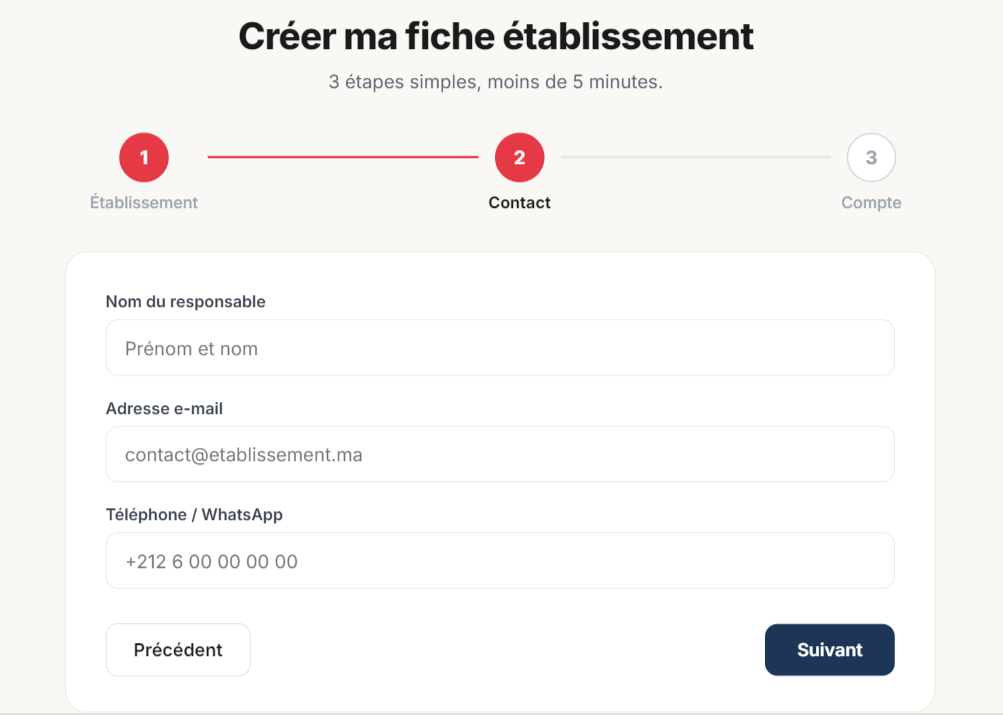 Créer ma fiche établissement
3 étapes simples, moins de 5 minutes.
1
2
3
Établissement
Contact
Compte
Nom du responsable
Prénom et nom
Adresse e-mail
contact@etablissement.ma
Téléphone / WhatsApp
+212 6 00 00 00 00
Précédent
Suivant